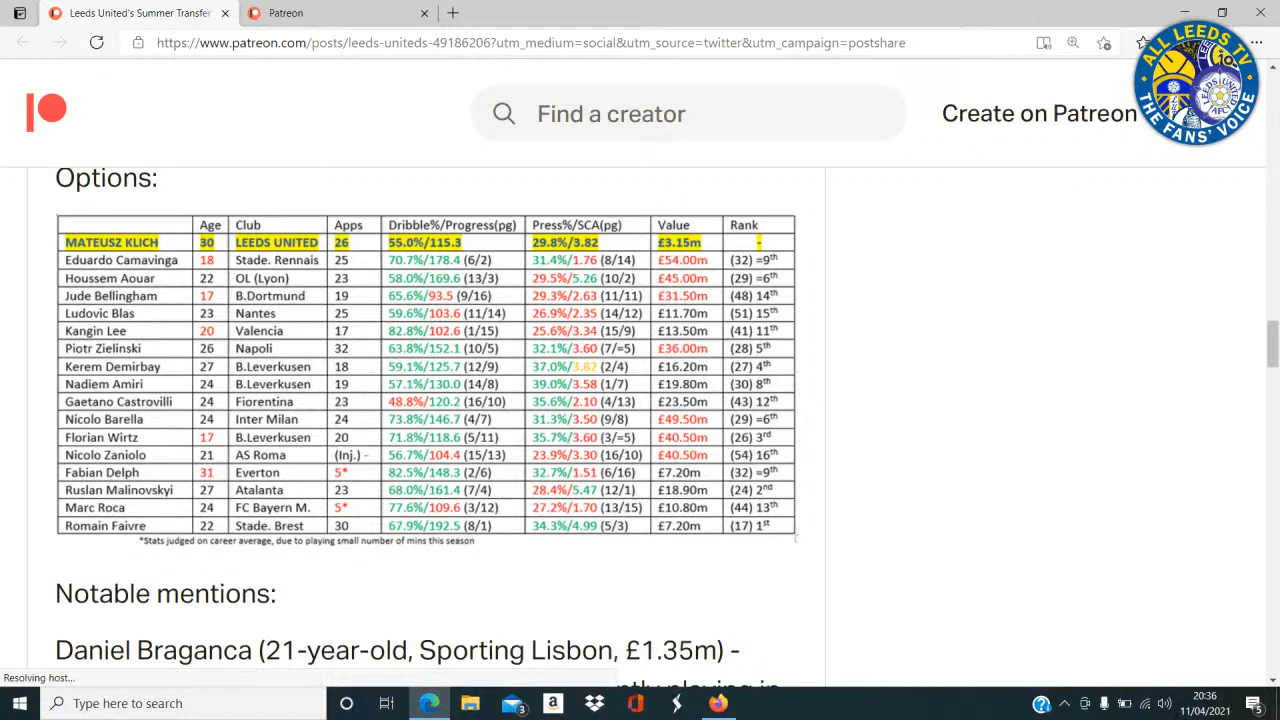 Leeds United's Summer Transfer
Patreon
https://www.patreon.com/posts/leeds-uniteds-49186206?utm_medium=social&utm_source=twitter&utm_campaign=postshare
Find a creator
Create on Patreon
ALL LEEDS TV
THE FANS' VOICE
Options:
Age Club Apps Dribble%/Progress(pg) Press%/SCA(pg) Value Rank
MATEUSZ KLICH 30 LEEDS UNITED 26 55.0%/115.3 29.8%/3.82 £3.15m -
Eduardo Camavinga 18 Stade. Rennais 25 70.7%/178.4 (6/2) 31.4%/1.76 (8/14) £54.00m (32) =9th
Houssem Aouar 22 OL (Lyon) 23 58.0%/169.6 (13/3) 29.5%/5.26 (10/2) £45.00m (29) =6th
Jude Bellingham 17 B.Dortmund 19 65.6%/93.5 (9/16) 29.3%/2.63 (11/11) £31.50m (48) 14th
Ludovic Blas 23 Nantes 25 59.6%/103.6 (11/14) 26.9%/2.35 (14/12) £11.70m (51) 15th
Kangin Lee 20 Valencia 17 82.8%/102.6 (1/15) 25.6%/3.34 (15/9) £13.50m (41) 11th
Piotr Zielinski 26 Napoli 32 63.8%/152.1 (10/5) 32.1%/3.60 (7/=5) £36.00m (28) 5th
Kerem Demirbay 27 B.Leverkusen 18 59.1%/125.7 (12/9) 37.0%/3.82 (2/4) £16.20m (27) 4th
Nadiem Amiri 24 B.Leverkusen 19 57.1%/130.0 (14/8) 39.0%/3.58 (1/7) £19.80m (30) 8th
Gaetano Castrovilli 24 Fiorentina 23 48.8%/120.2 (16/10) 35.6%/2.10 (4/13) £23.50m (43) 12th
Nicolo Barella 24 Inter Milan 24 73.8%/146.7 (4/7) 31.3%/3.50 (9/8) £49.50m (29) =6th
Florian Wirtz 17 B.Leverkusen 20 71.8%/118.6 (5/11) 35.7%/3.60 (3/=5) £40.50m (26) 3rd
Nicolo Zaniolo 21 AS Roma (Inj.) - 56.7%/104.4 (15/13) 23.9%/3.30 (16/10) £40.50m (54) 16th
Fabian Delph 31 Everton 5* 82.5%/148.3 (2/6) 32.7%/1.51 (6/16) £7.20m (32) =9th
Ruslan Malinovskyi 27 Atalanta 23 68.0%/161.4 (7/4) 28.4%/5.47 (12/1) £18.90m (24) 2nd
Marc Roca 24 FC Bayern M. 5* 77.6%/109.6 (3/12) 27.2%/1.70 (13/15) £10.80m (44) 13th
Romain Faivre 22 Stade. Brest 30 67.9%/192.5 (8/1) 34.3%/4.99 (5/3) £7.20m (17) 1st
*Stats judged on career average, due to playing small number of mins this season
Notable mentions:
Daniel Braganca (21-year-old, Sporting Lisbon, £1.35m) -
Resolving host...
Type here to search
20:36
11/04/2021